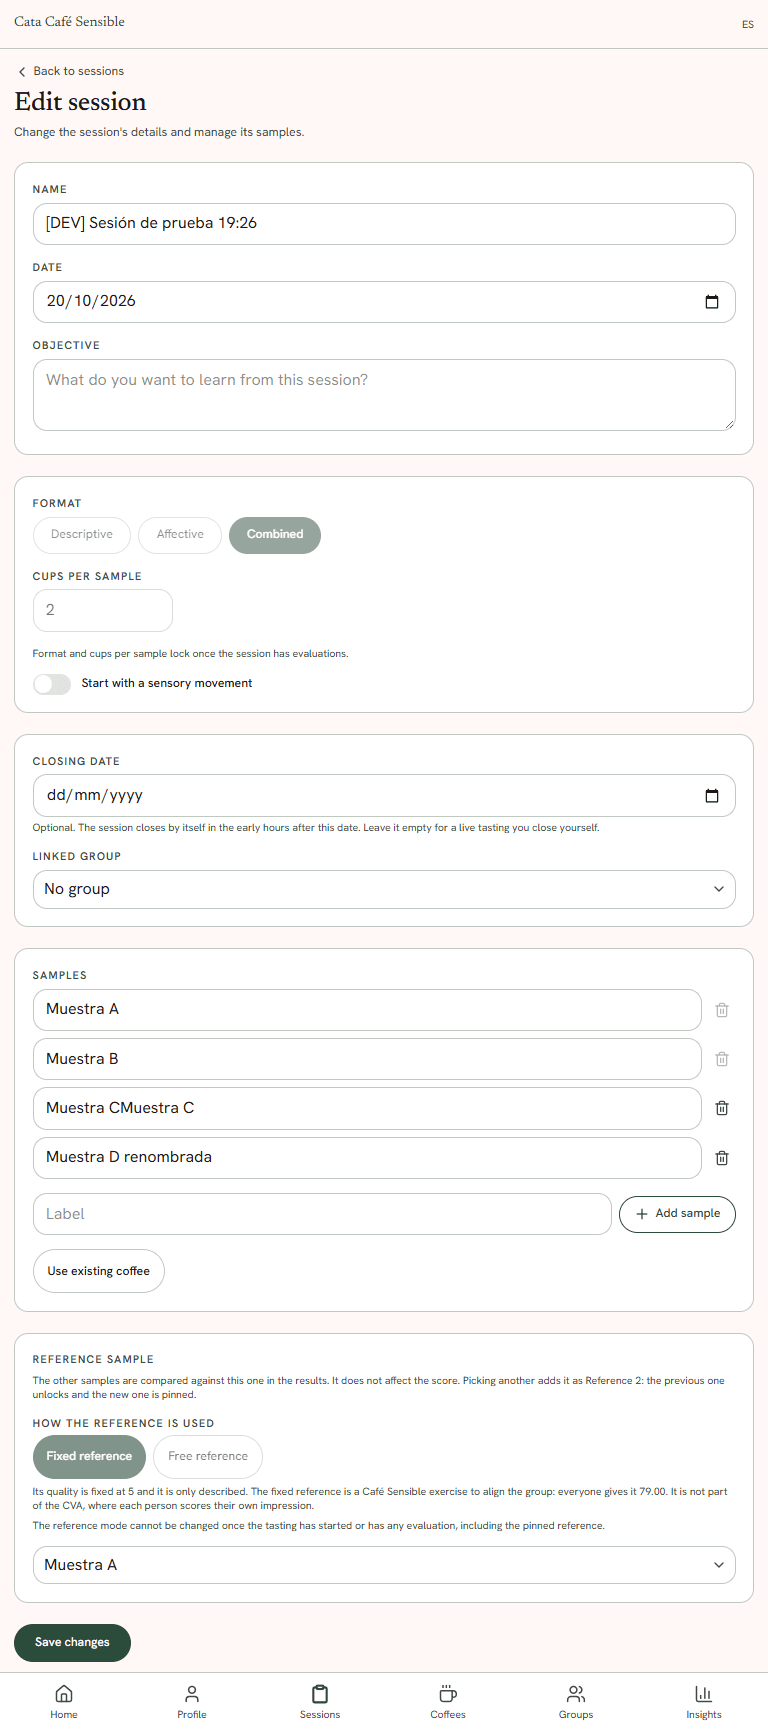 Cata Café Sensible
ES
Back to sessions
Edit session
Change the session's details and manage its samples.
NAME
[DEV] Sesión de prueba 19:26
DATE
20/10/2026
OBJECTIVE
What do you want to learn from this session?
FORMAT
Descriptive
Affective
Combined
CUPS PER SAMPLE
2
Format and cups per sample lock once the session has evaluations.
Start with a sensory movement
CLOSING DATE
dd/mm/yyyy
Optional. The session closes by itself in the early hours after this date. Leave it empty for a live tasting you close yourself.
LINKED GROUP
No group
SAMPLES
Muestra A
Muestra B
Muestra CMuestra C
Muestra D renombrada
Label
Add sample
Use existing coffee
REFERENCE SAMPLE
The other samples are compared against this one in the results. It does not affect the score. Picking another adds it as Reference 2: the previous one
unlocks and the new one is pinned.
HOW THE REFERENCE IS USED
Fixed reference
Free reference
Its quality is fixed at 5 and it is only described. The fixed reference is a Café Sensible exercise to align the group: everyone gives it 79.00. It is not part
of the CVA, where each person scores their own impression.
The reference mode cannot be changed once the tasting has started or has any evaluation, including the pinned reference.
Muestra A
Save changes
Home
Profile
Sessions
Coffees
Groups
Insights